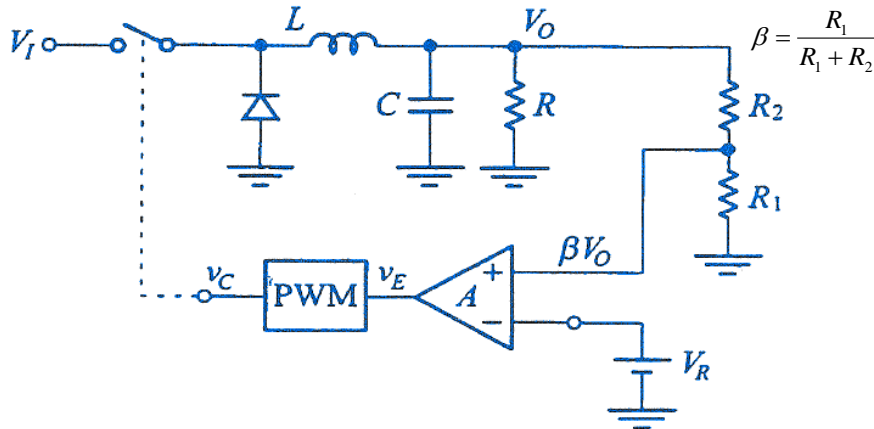 L
V_O
β = R_1 / (R_1 + R_2)
V_I
C
R
R_2
R_1
βV_O
v_C
PWM
v_E
A
+
−
V_R